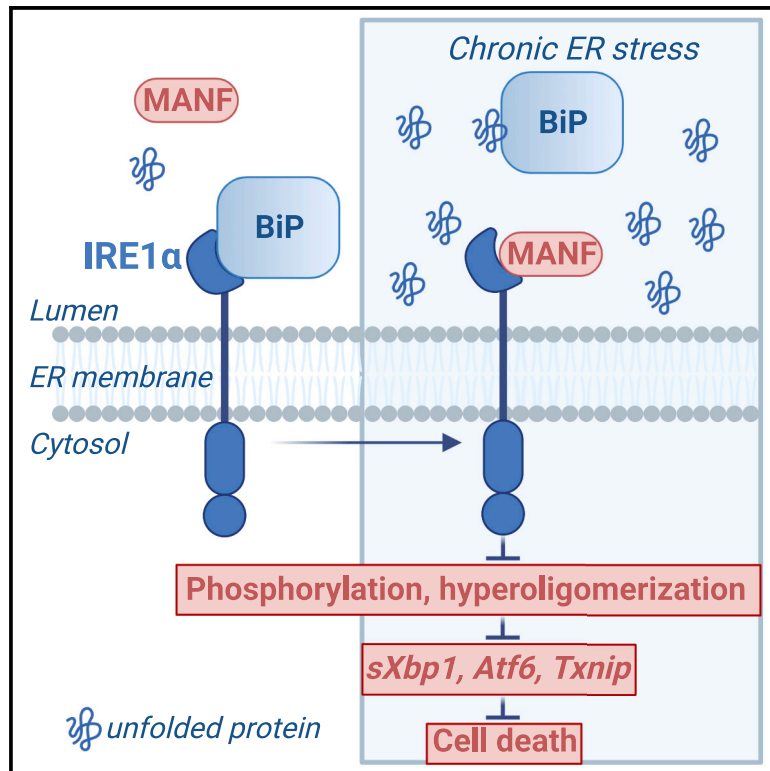 Chronic ER stress
MANF
BiP
BiP
IRE1α
MANF
Lumen
ER membrane
Cytosol
Phosphorylation, hyperoligomerization
sXbp1, Atf6, Txnip
unfolded protein
Cell death